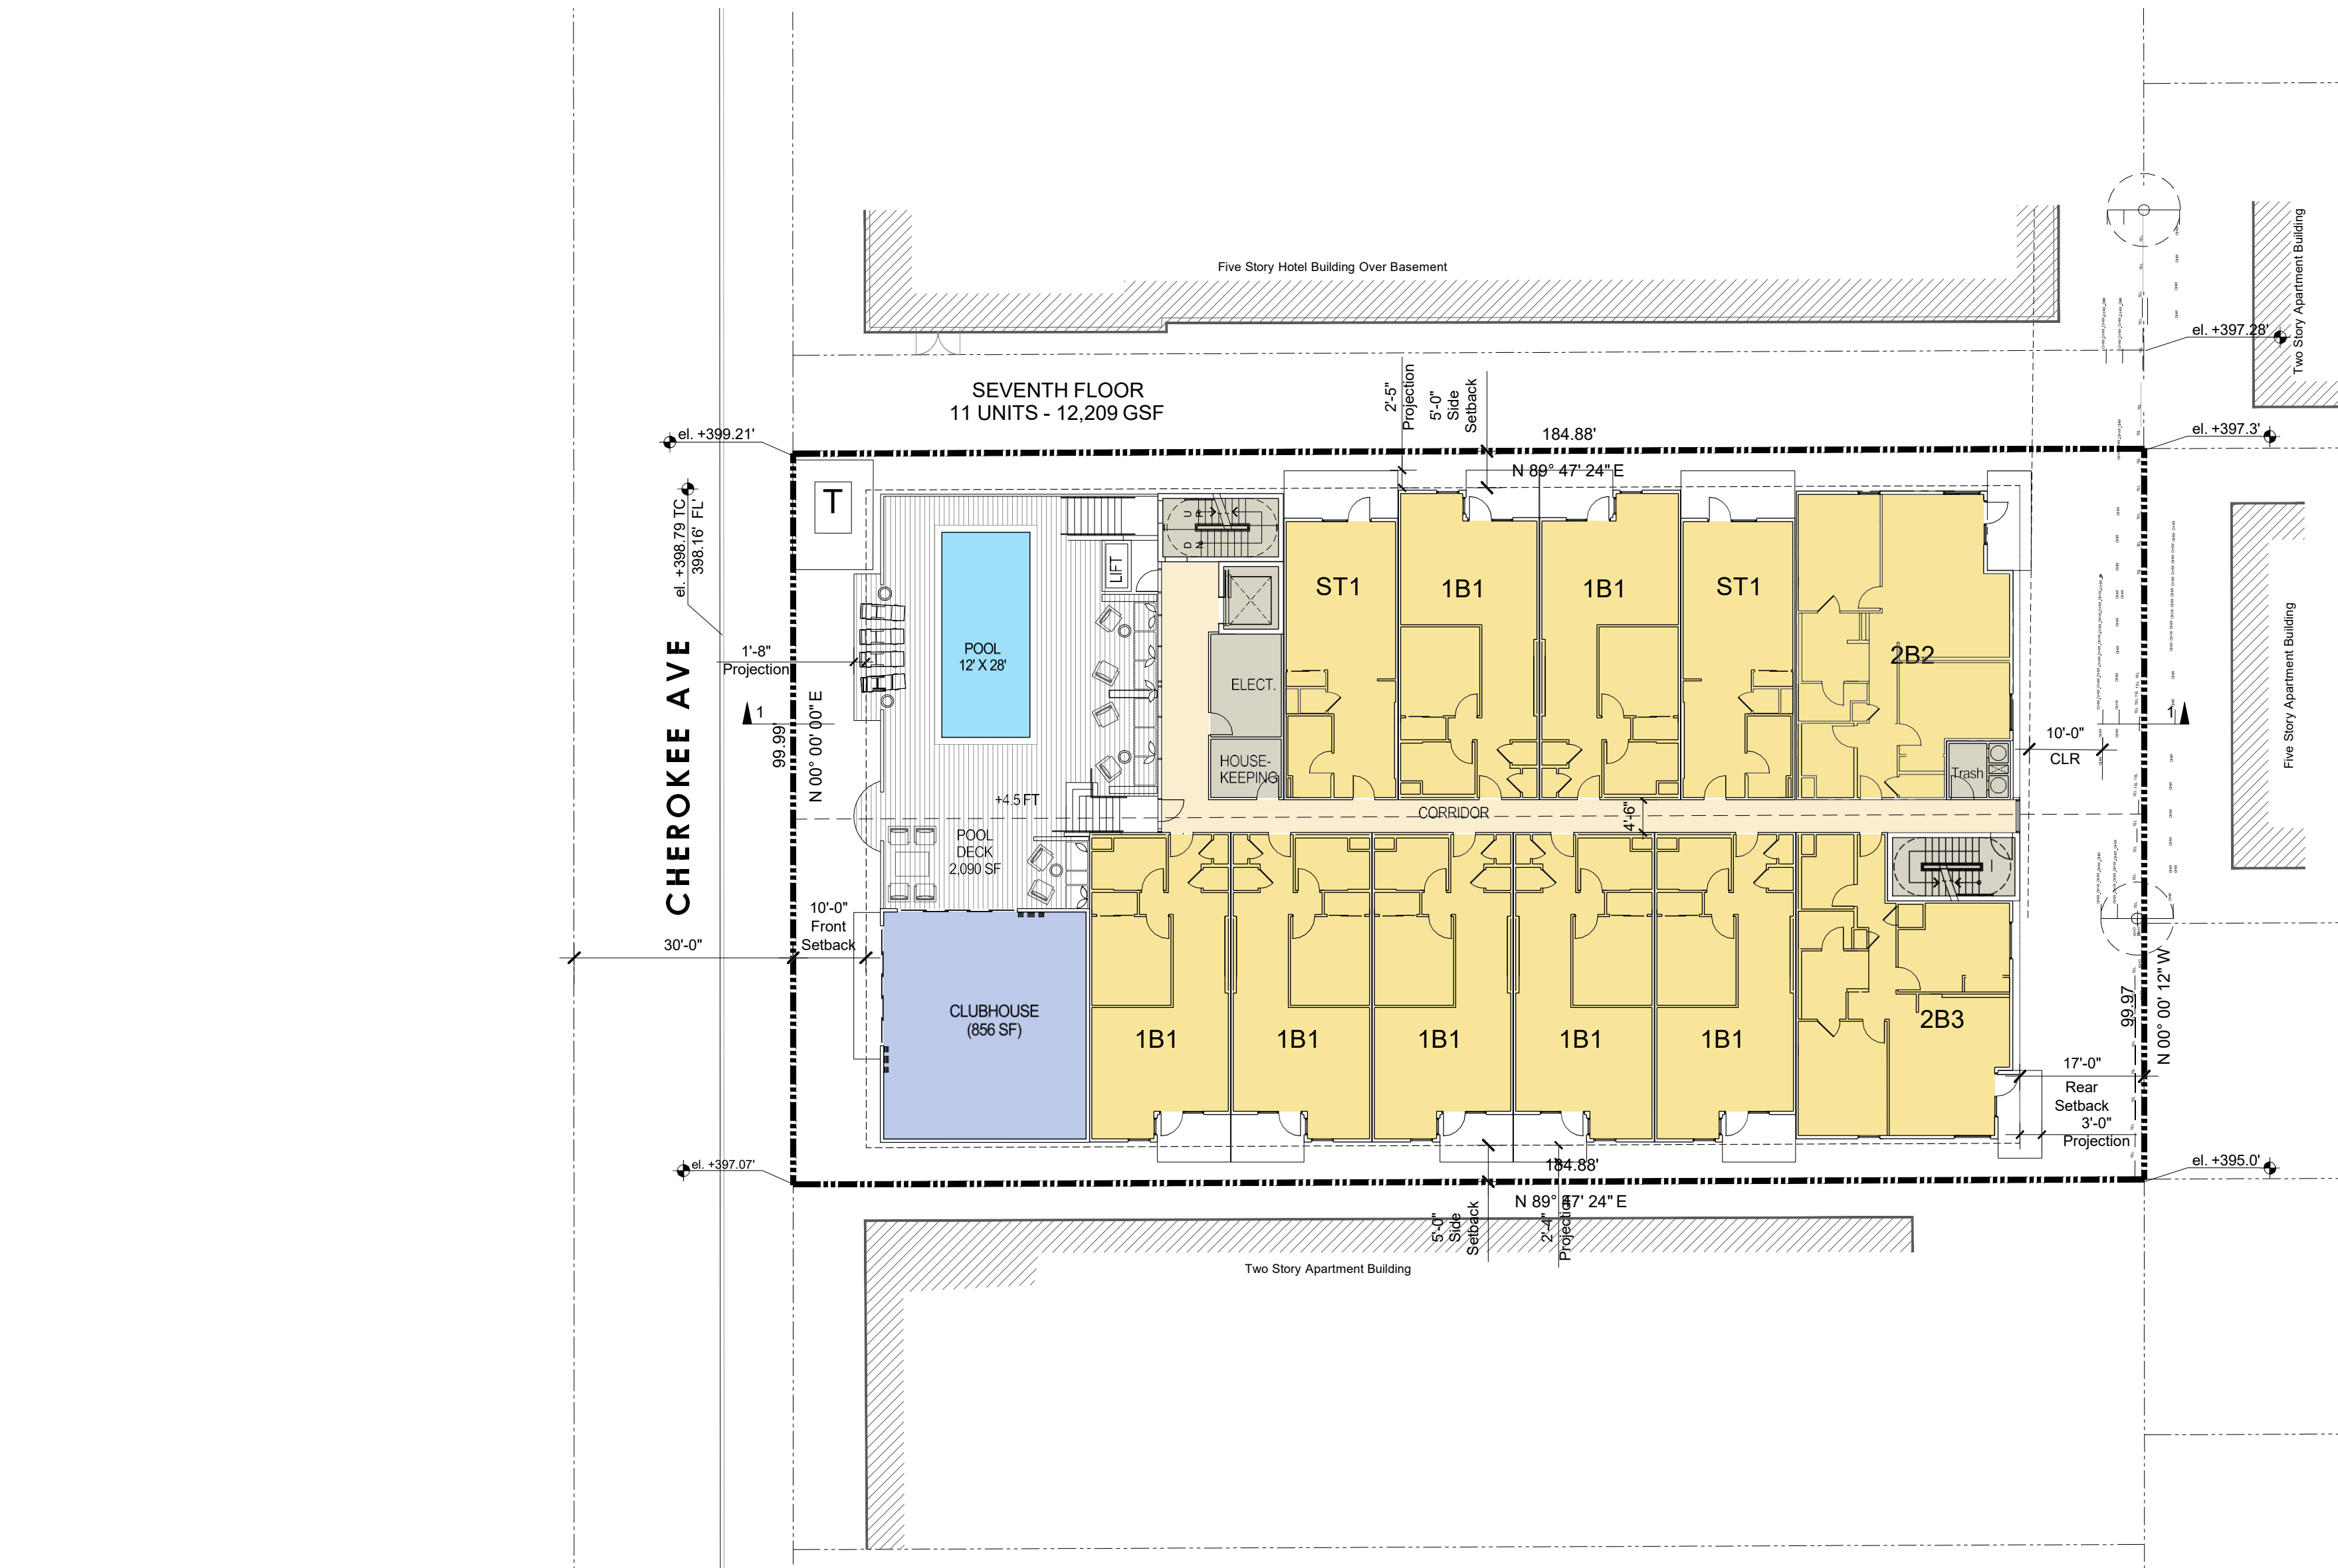 Five Story Hotel Building Over Basement
Two Story Apartment Building
el. +397.28'
SEVENTH FLOOR
11 UNITS - 12,209 GSF
2'-5"
Projection
5'-0"
Side
Setback
184.88'
N 89° 47' 24" E
el. +399.21'
el. +397.3'
T
el. +398.79 TC
398.16' FL'
UP
DN
LIFT
ST1
1B1
1B1
ST1
2B2
POOL
12' X 28'
ELECT.
HOUSE-
KEEPING
Trash
1'-8"
Projection
1
1
CHEROKEE AVE
99.99'
N 00° 00' 00" E
10'-0"
CLR
Five Story Apartment Building
+4.5 FT
CORRIDOR
4'-6"
POOL
DECK
2,090 SF
10'-0"
Front
Setback
30'-0"
CLUBHOUSE
(856 SF)
1B1
1B1
1B1
1B1
1B1
2B3
99.97
N 00° 00' 12" W
17'-0"
Rear
Setback
3'-0"
Projection
el. +397.07'
184.88'
el. +395.0'
N 89° 47' 24" E
5'-0"
Side
Setback
2'-4"
Projection
Two Story Apartment Building